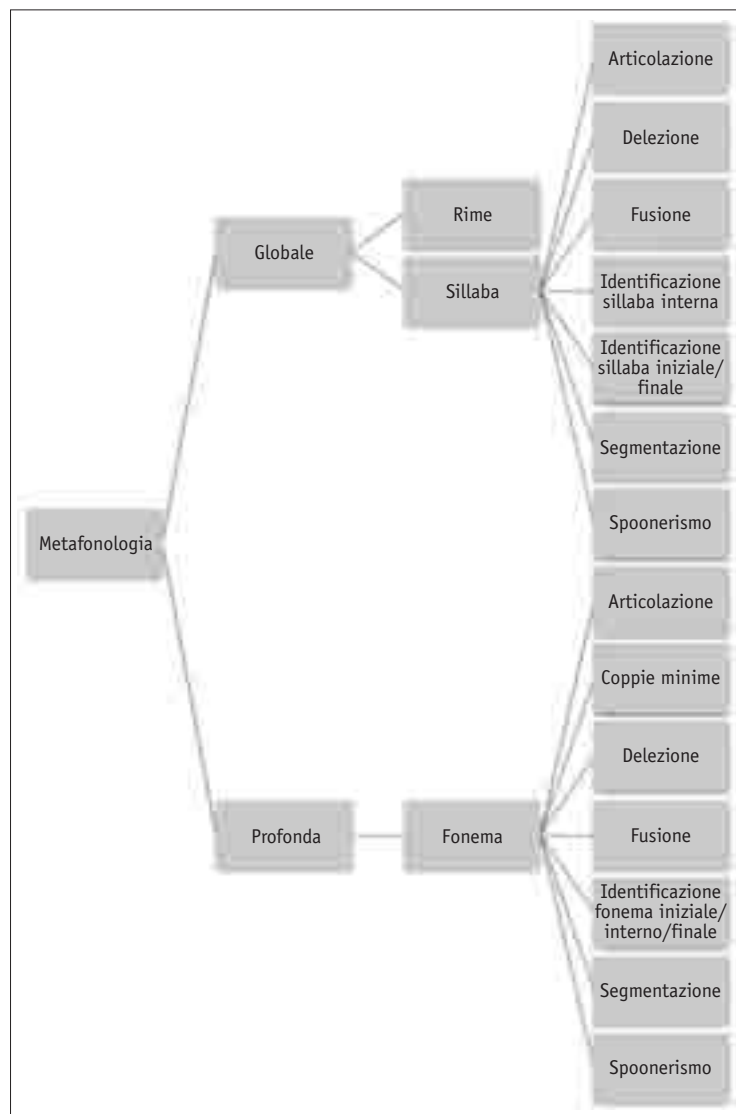 Articolazione
Delezione
Rime
Fusione
Globale
Sillaba
Identificazione
sillaba interna
Identificazione
sillaba iniziale/
finale
Segmentazione
Spoonerismo
Metafonologia
Articolazione
Coppie minime
Delezione
Profonda
Fonema
Fusione
Identificazione
fonema iniziale/
interno/finale
Segmentazione
Spoonerismo